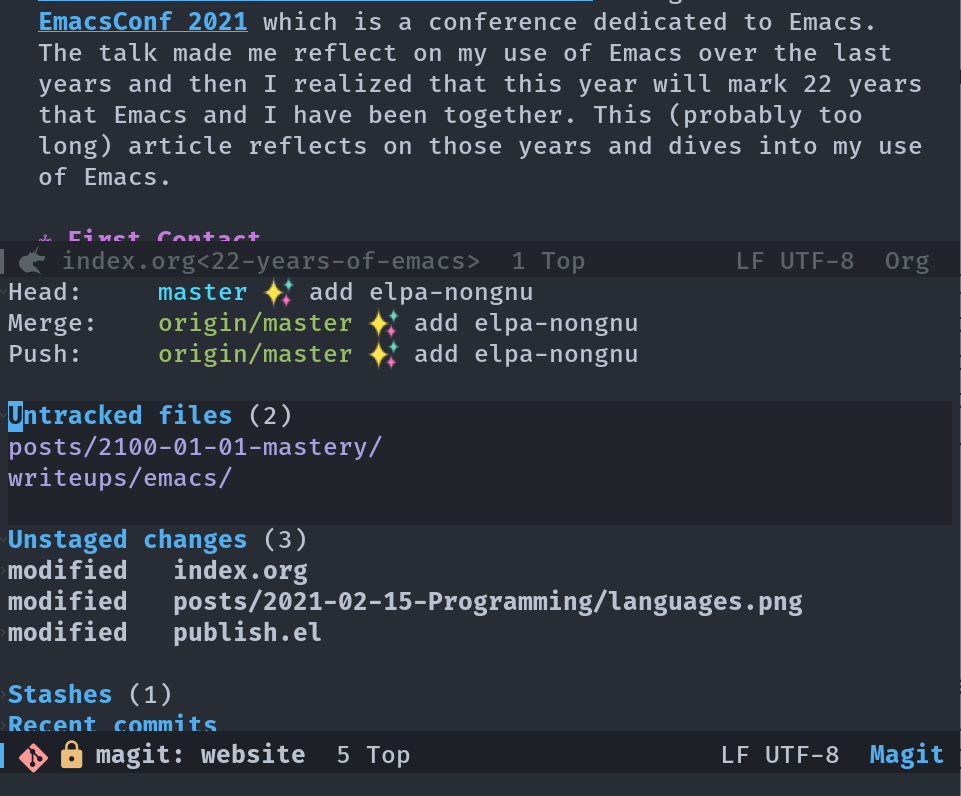 EmacsConf 2021 which is a conference dedicated to Emacs.
The talk made me reflect on my use of Emacs over the last
years and then I realized that this year will mark 22 years
that Emacs and I have been together. This (probably too
long) article reflects on those years and dives into my use
of Emacs.
First Contact
index.org<22-years-of-emacs> 1 Top LF UTF-8 Org
Head: master ✨ add elpa-nongnu
Merge: origin/master ✨ add elpa-nongnu
Push: origin/master ✨ add elpa-nongnu
Untracked files (2)
posts/2100-01-01-mastery/
writeups/emacs/
Unstaged changes (3)
modified index.org
modified posts/2021-02-15-Programming/languages.png
modified publish.el
Stashes (1)
Recent commits
magit: website 5 Top LF UTF-8 Magit